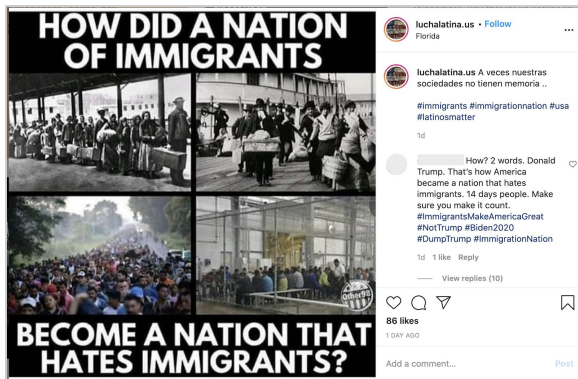 HOW DID A NATION
OF IMMIGRANTS
Other98
BECOME A NATION THAT
HATES IMMIGRANTS?
luchalatina.us • Follow
Florida
luchalatina.us A veces nuestras
sociedades no tienen memoria ..
#immigrants #immigrationnation #usa
#latinosmatter
1d
How? 2 words. Donald
Trump. That's how America
became a nation that hates
immigrants. 14 days people. Make
sure you make it count.
#ImmigrantsMakeAmericaGreat
#NotTrump #Biden2020
#DumpTrump #ImmigrationNation
1d 1 like Reply
View replies (10)
86 likes
1 DAY AGO
Add a comment... Post